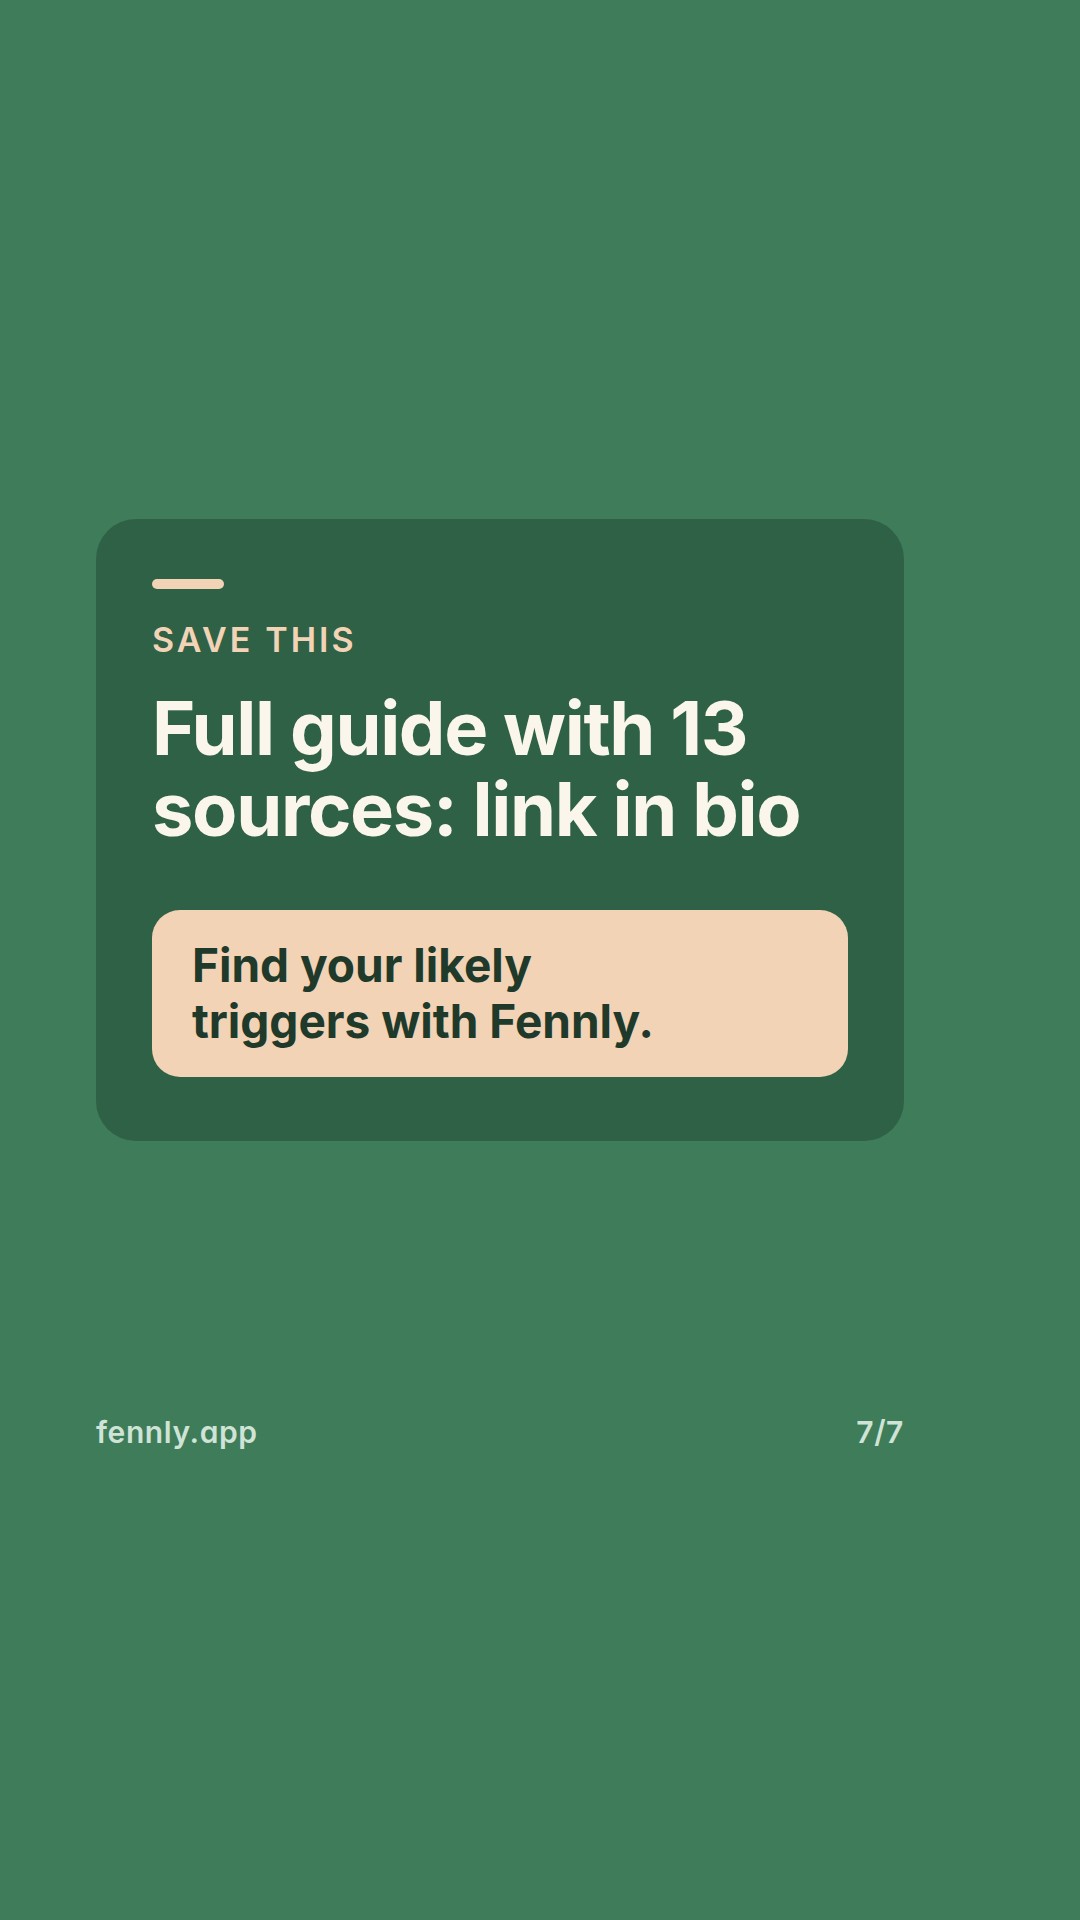 SAVE THIS
Full guide with 13
sources: link in bio
Find your likely
triggers with Fennly.
fennly.app
7/7